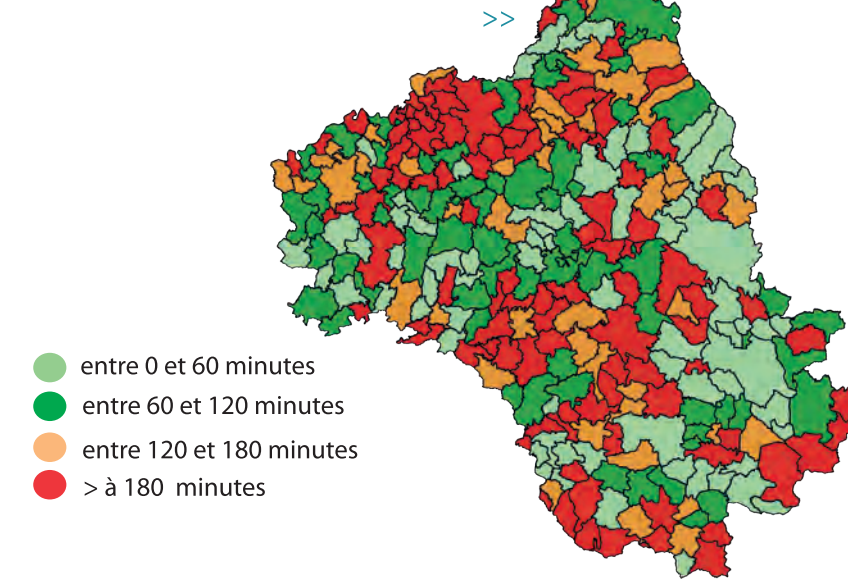 >>
entre 0 et 60 minutes
entre 60 et 120 minutes
entre 120 et 180 minutes
> à 180 minutes